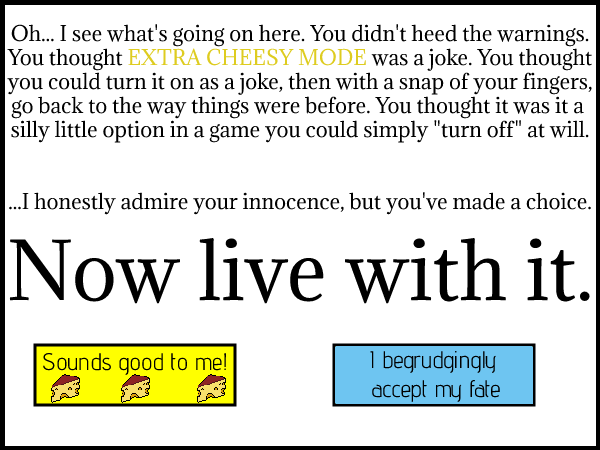 Oh... I see what's going on here. You didn't heed the warnings.
You thought EXTRA CHEESY MODE was a joke. You thought
you could turn it on as a joke, then with a snap of your fingers,
go back to the way things were before. You thought it was it a
silly little option in a game you could simply "turn off" at will.
...I honestly admire your innocence, but you've made a choice.
Now live with it.
Sounds good to me!
I begrudgingly
accept my fate